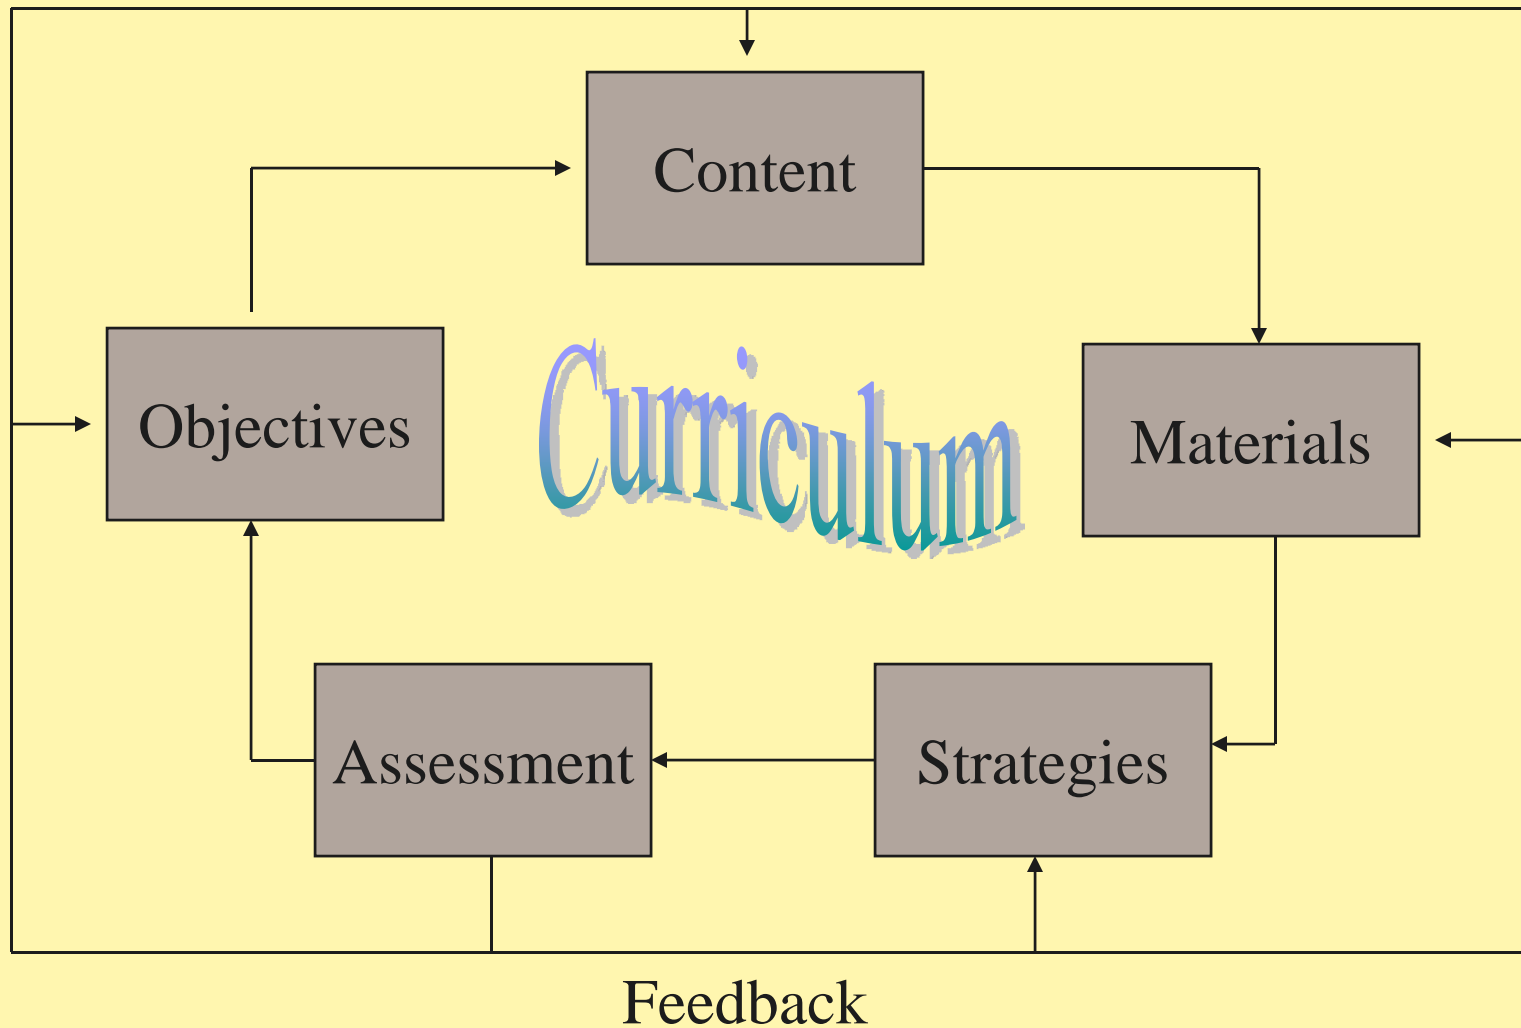 Content
Objectives
Curriculum
Materials
Assessment
Strategies
Feedback